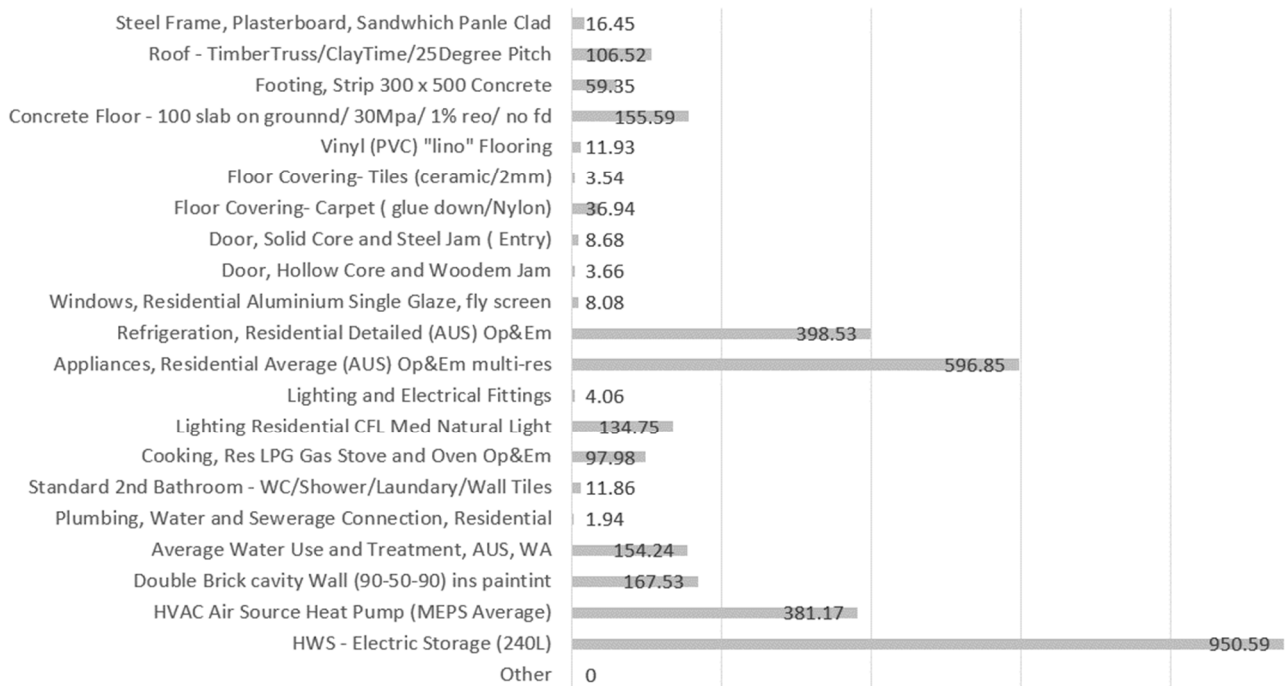 Steel Frame, Plasterboard, Sandwhich Panle Clad 16.45
Roof - TimberTruss/ClayTime/25Degree Pitch 106.52
Footing, Strip 300 x 500 Concrete 59.35
Concrete Floor - 100 slab on grounnd/ 30Mpa/ 1% reo/ no fd 155.59
Vinyl (PVC) "lino" Flooring 11.93
Floor Covering- Tiles (ceramic/2mm) 3.54
Floor Covering- Carpet ( glue down/Nylon) 36.94
Door, Solid Core and Steel Jam ( Entry) 8.68
Door, Hollow Core and Woodem Jam 3.66
Windows, Residential Aluminium Single Glaze, fly screen 8.08
Refrigeration, Residential Detailed (AUS) Op&Em 398.53
Appliances, Residential Average (AUS) Op&Em multi-res 596.85
Lighting and Electrical Fittings 4.06
Lighting Residential CFL Med Natural Light 134.75
Cooking, Res LPG Gas Stove and Oven Op&Em 97.98
Standard 2nd Bathroom - WC/Shower/Laundary/Wall Tiles 11.86
Plumbing, Water and Sewerage Connection, Residential 1.94
Average Water Use and Treatment, AUS, WA 154.24
Double Brick cavity Wall (90-50-90) ins paintint 167.53
HVAC Air Source Heat Pump (MEPS Average) 381.17
HWS - Electric Storage (240L) 950.59
Other 0